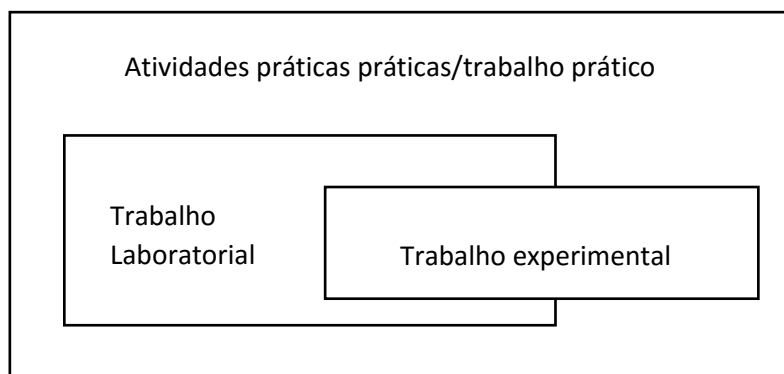 Atividades práticas práticas/trabalho prático
Trabalho
Laboratorial
Trabalho experimental